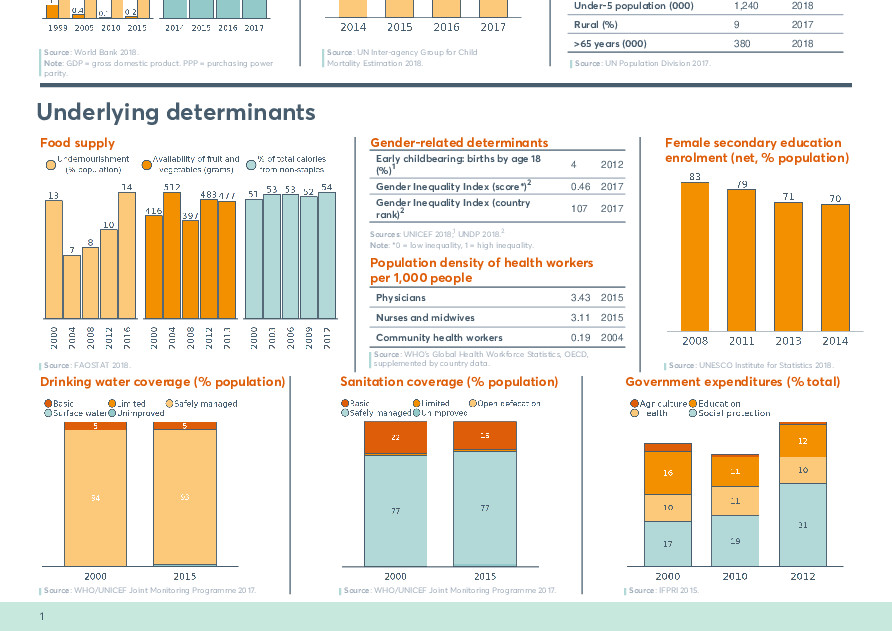 0.4
0.1
0.2
1999 2005 2010 2015
2014 2015 2016 2017
Source: World Bank 2018.
Note: GDP = gross domestic product. PPP = purchasing power
parity.
2014 2015 2016 2017
Source: UN Inter-agency Group for Child
Mortality Estimation 2018.
Under-5 population (000) 1,240 2018
Rural (%) 9 2017
>65 years (000) 380 2018
Source: UN Population Division 2017.
Underlying determinants
Food supply
Undernourishment
(% population)
Availability of fruit and
vegetables (grams)
% of total calories
from non-staples
13 7 8 10 14
416 512 397 483 477
51 53 53 52 54
2000 2004 2008 2012 2016
2000 2004 2008 2012 2013
2000 2003 2006 2009 2012
Source: FAOSTAT 2018.
Gender-related determinants
Early childbearing: births by age 18
(%)1 4 2012
Gender Inequality Index (score*)2 0.46 2017
Gender Inequality Index (country
rank)2 107 2017
Sources: UNICEF 2018,1 UNDP 2018.2
Note: *0 = low inequality, 1 = high inequality.
Population density of health workers
per 1,000 people
Physicians 3.43 2015
Nurses and midwives 3.11 2015
Community health workers 0.19 2004
Source: WHO's Global Health Workforce Statistics, OECD,
supplemented by country data.
Female secondary education
enrolment (net, % population)
83 79 71 70
2008 2011 2013 2014
Source: UNESCO Institute for Statistics 2018.
Drinking water coverage (% population)
Basic Limited Safely managed
Surface water Unimproved
5 5
94 93
2000 2015
Source: WHO/UNICEF Joint Monitoring Programme 2017.
Sanitation coverage (% population)
Basic Limited Open defecation
Safely managed Unimproved
22
77 77
2000 2015
Source: WHO/UNICEF Joint Monitoring Programme 2017.
Government expenditures (% total)
Agriculture Education
Health Social protection
16 11 12
10 11 10
17 19 31
2000 2010 2012
Source: IFPRI 2015.
1